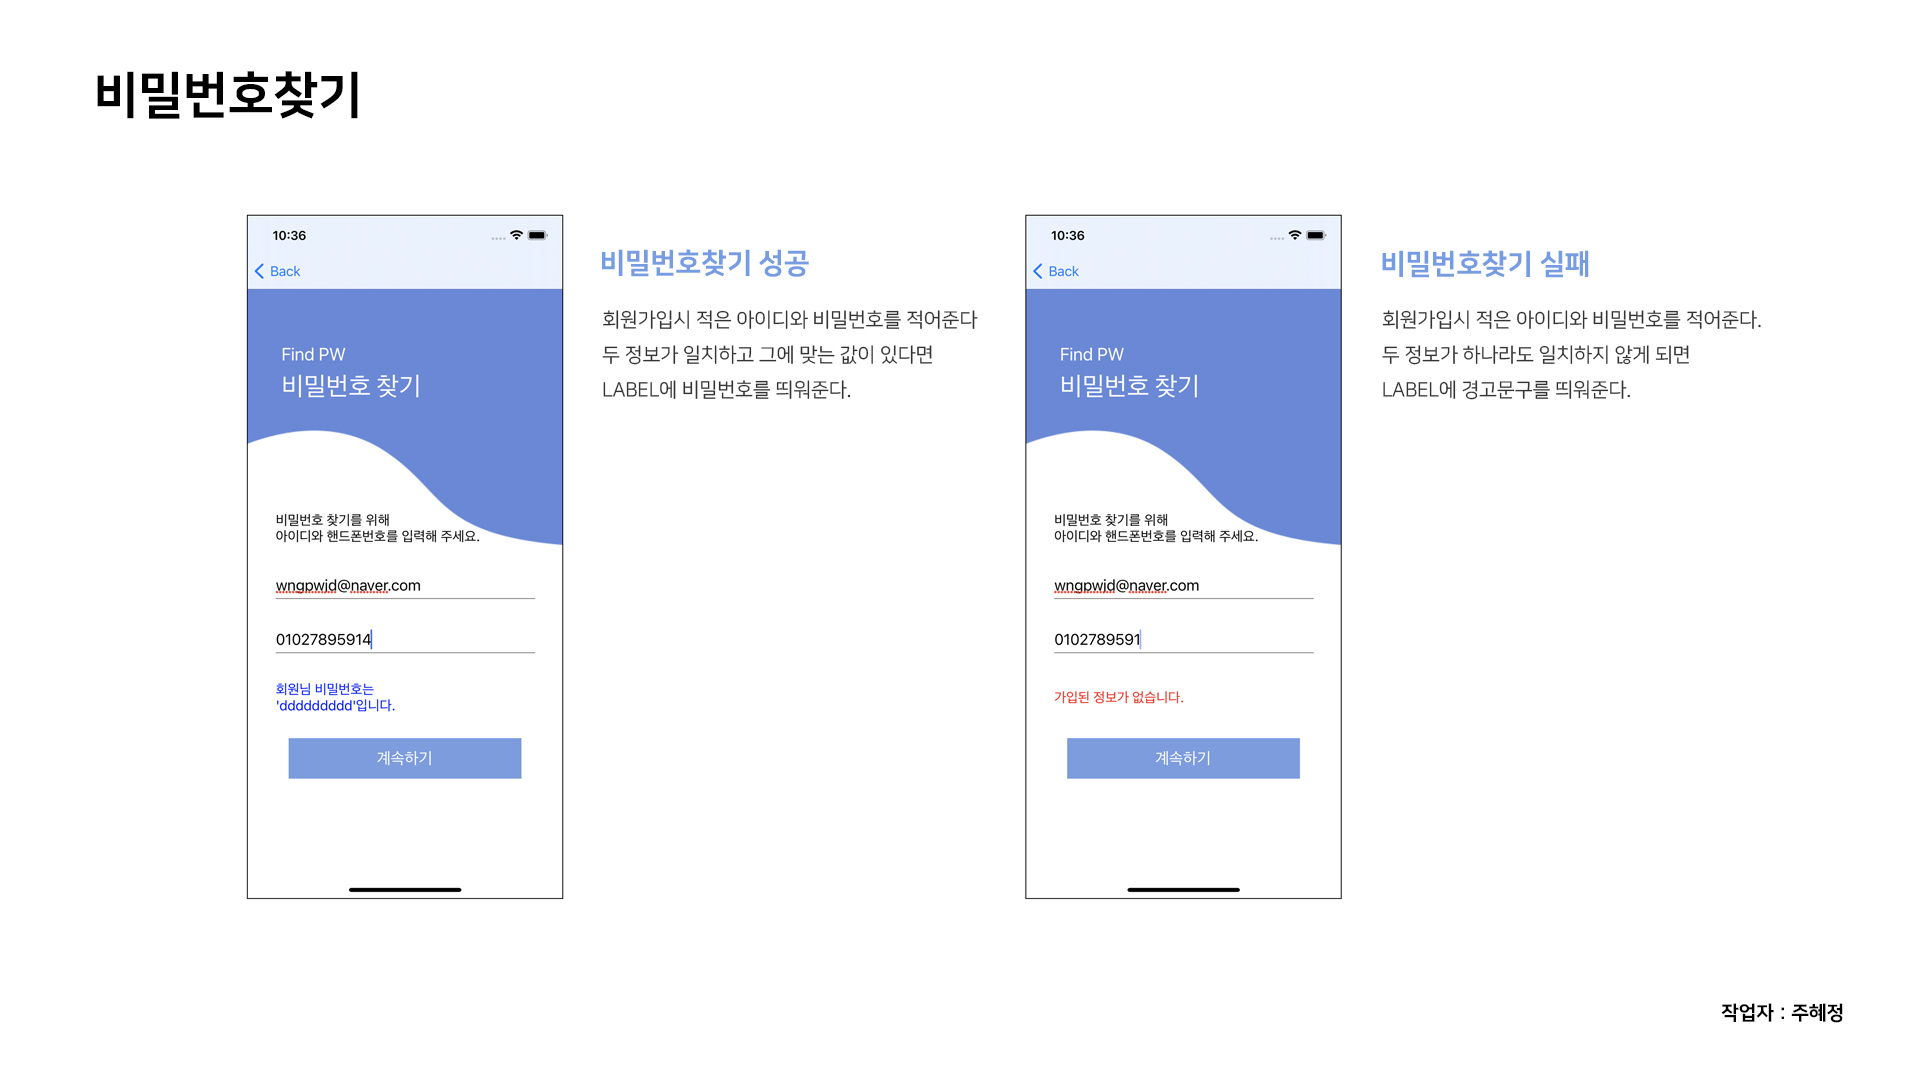 비밀번호찾기
10:36
Back
Find PW
비밀번호 찾기
비밀번호 찾기를 위해
아이디와 핸드폰번호를 입력해 주세요.
wngpwjd@naver.com
01027895914
회원님 비밀번호는
'ddddddddd'입니다.
계속하기
비밀번호찾기 성공
회원가입시 적은 아이디와 비밀번호를 적어준다
두 정보가 일치하고 그에 맞는 값이 있다면
LABEL에 비밀번호를 띄워준다.
10:36
Back
Find PW
비밀번호 찾기
비밀번호 찾기를 위해
아이디와 핸드폰번호를 입력해 주세요.
wngpwjd@naver.com
0102789591
가입된 정보가 없습니다.
계속하기
비밀번호찾기 실패
회원가입시 적은 아이디와 비밀번호를 적어준다.
두 정보가 하나라도 일치하지 않게 되면
LABEL에 경고문구를 띄워준다.
작업자 : 주혜정